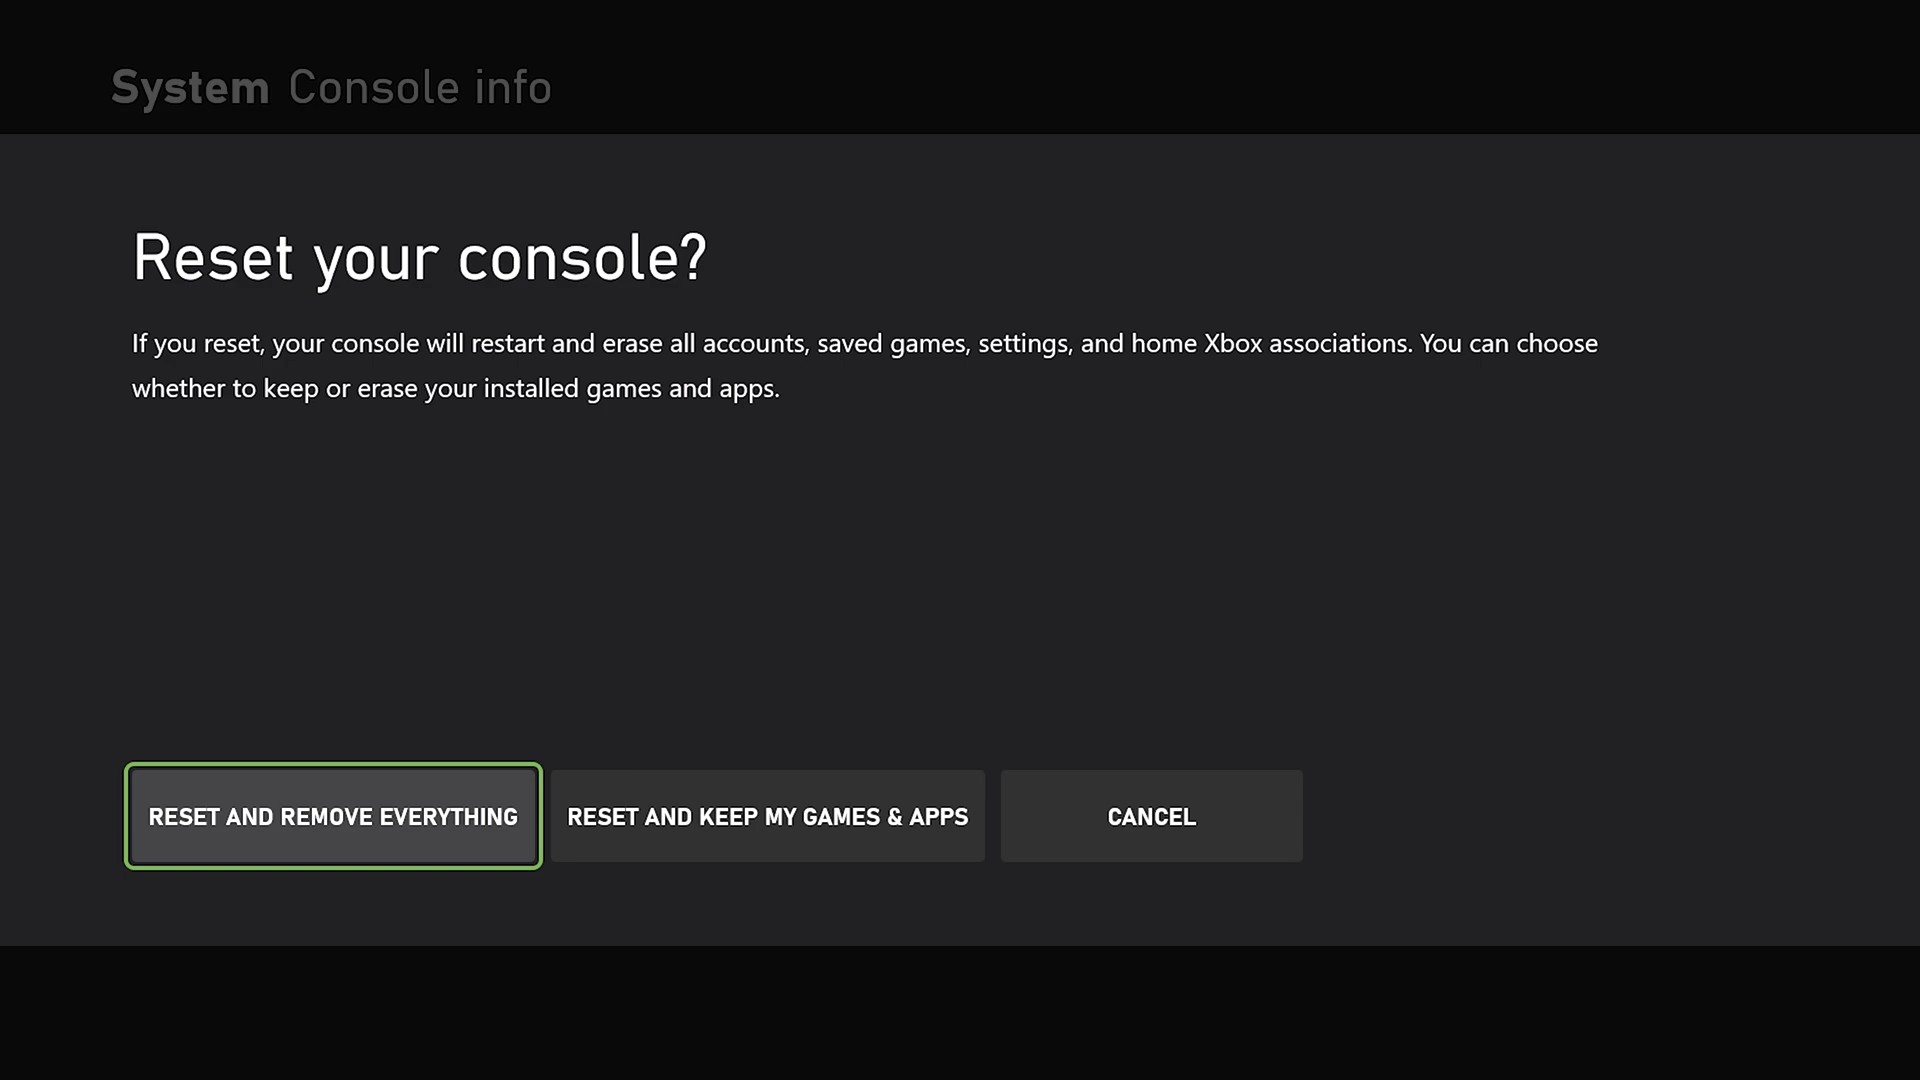 System Console info
Reset your console?
If you reset, your console will restart and erase all accounts, saved games, settings, and home Xbox associations. You can choose
whether to keep or erase your installed games and apps.
RESET AND REMOVE EVERYTHING
RESET AND KEEP MY GAMES & APPS
CANCEL